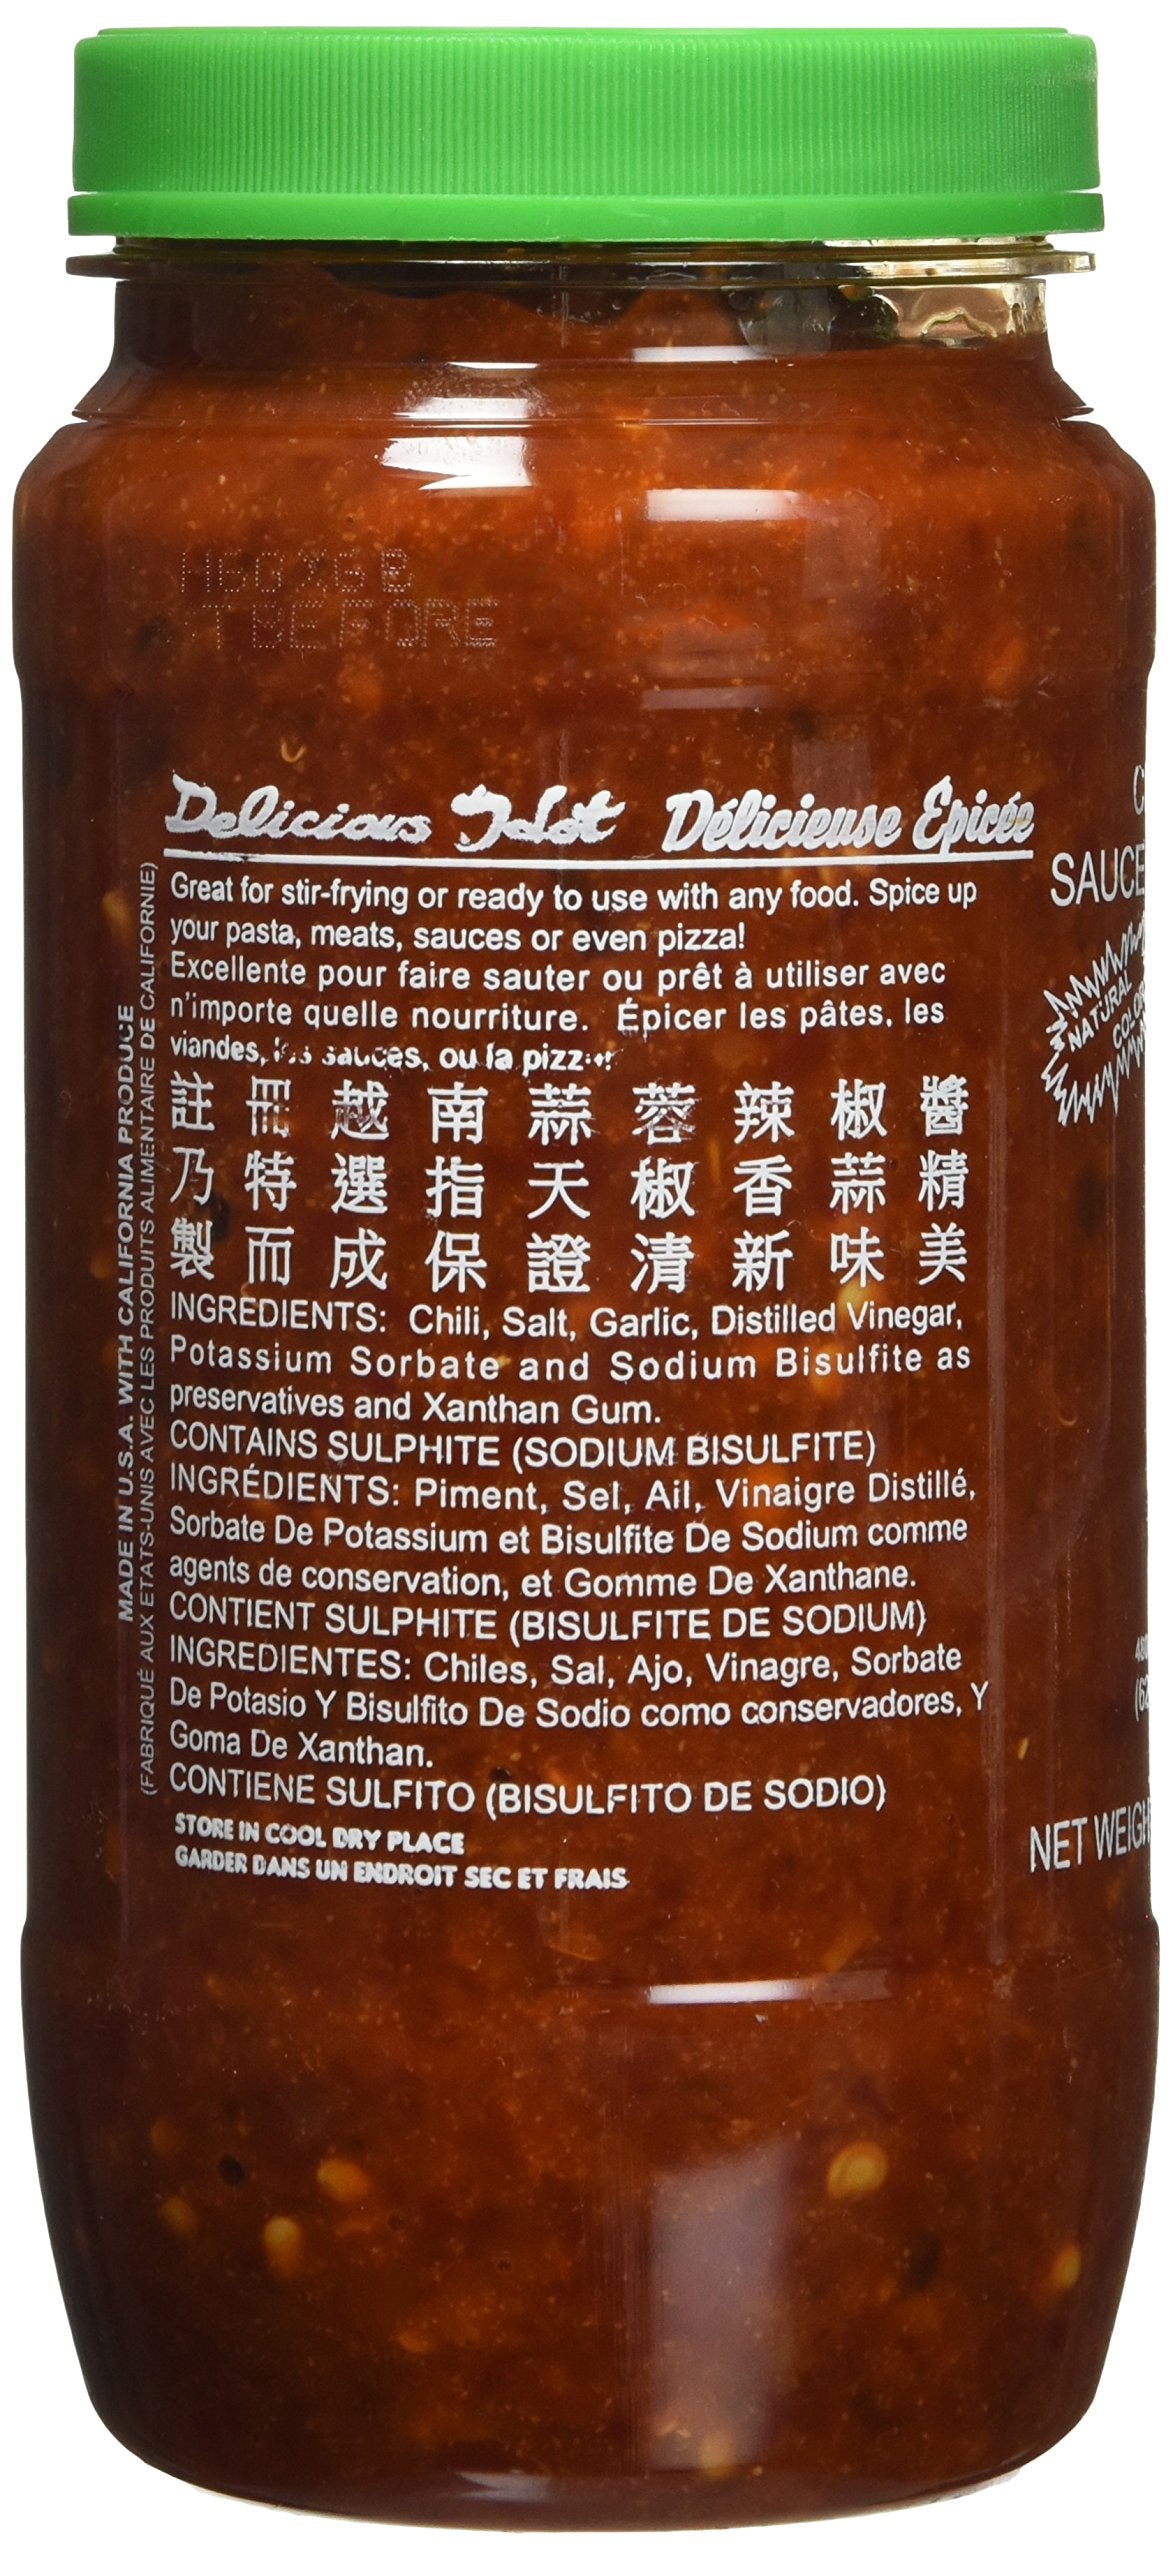 BEFORE
Delicious Hot Délicieuse Épicée
Great for stir-frying or ready to use with any food. Spice up
your pasta, meats, sauces or even pizza!
Excellente pour faire sauter ou prêt à utiliser avec
n'importe quelle nourriture. Épicer les pâtes, les
viandes, les sauces, ou la
註冊越南蒜蓉辣椒醬
乃特選指天椒香蒜精
製而成保證清新味美
INGREDIENTS: Chili, Salt, Garlic, Distilled Vinegar,
Potassium Sorbate and Sodium Bisulfite as
preservatives and Xanthan Gum.
CONTAINS SULPHITE (SODIUM BISULFITE)
INGRÉDIENTS: Piment, Sel, Ail, Vinaigre Distillé,
Sorbate De Potassium et Bisulfite De Sodium comme
agents de conservation, et Gomme De Xanthane.
CONTIENT SULPHITE (BISULFITE DE SODIUM)
INGREDIENTES: Chiles, Sal, Ajo, Vinagre, Sorbate
De Potasio Y Bisulfito De Sodio como conservadores, Y
Goma De Xanthan.
CONTIENE SULFITO (BISULFITO DE SODIO)
STORE IN COOL DRY PLACE
GARDER DANS UN ENDROIT SEC ET FRAIS
MADE IN U.S.A. WITH CALIFORNIA PRODUCE
(FABRIQUÉ AUX ETATS-UNIS AVEC LES PRODUITS ALIMENTAIRE DE CALIFORNIE)
SAUCE
NATURAL
NET